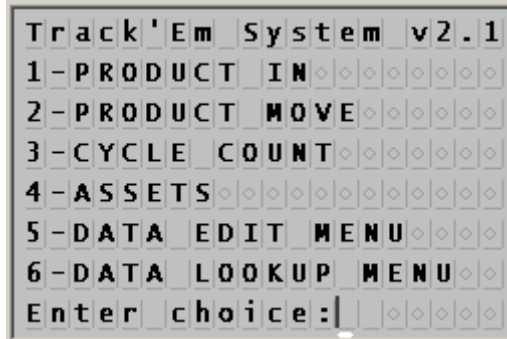 Track'Em System v2.1
1-PRODUCT IN
2-PRODUCT MOVE
3-CYCLE COUNT
4-ASSETS
5-DATA EDIT MENU
6-DATA LOOKUP MENU
Enter choice: